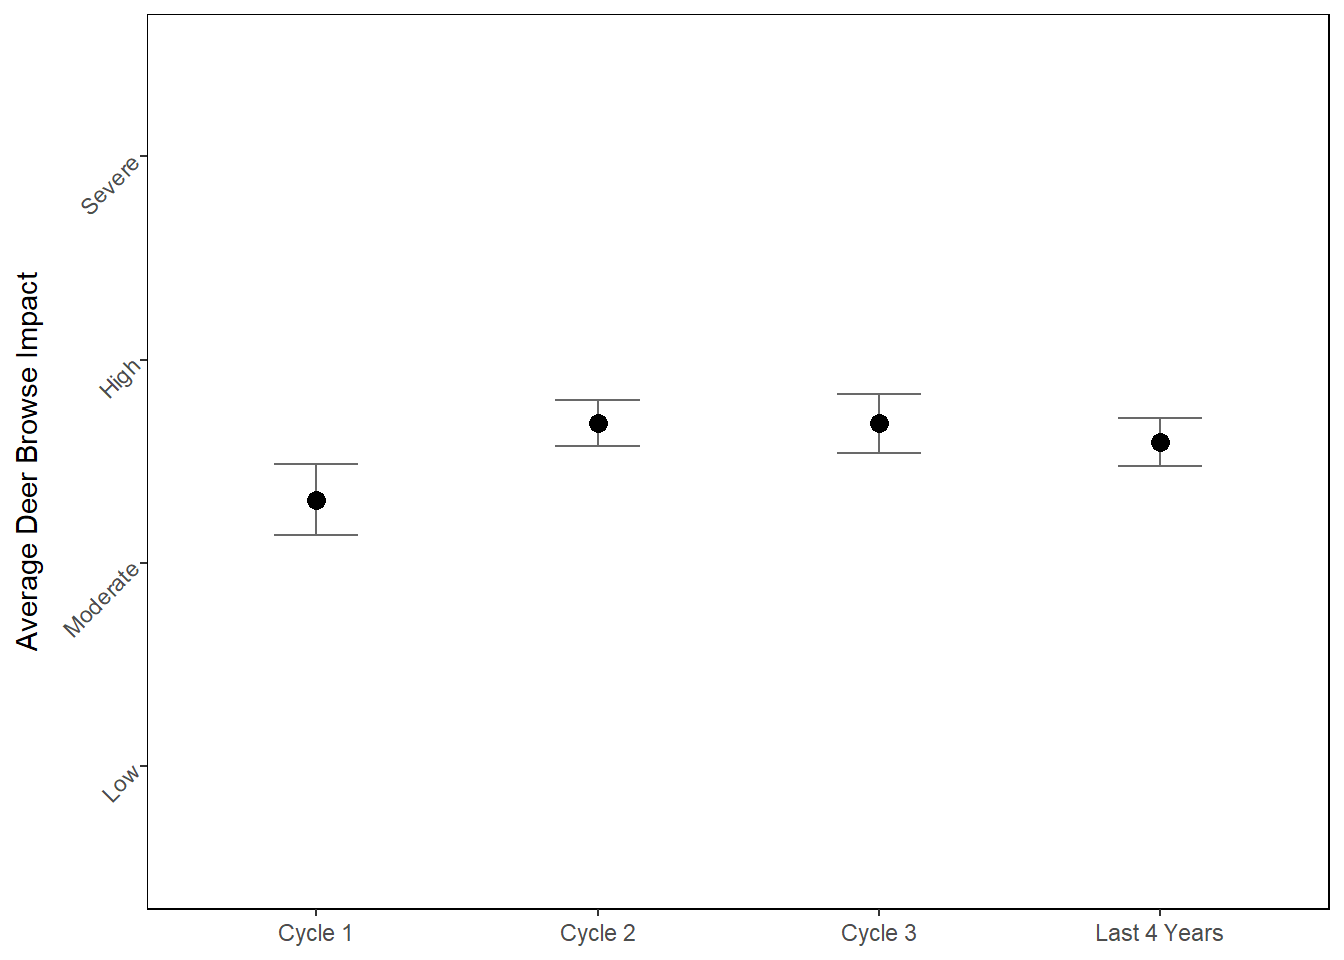 Average Deer Browse Impact
Severe
High
Moderate
Low
Cycle 1
Cycle 2
Cycle 3
Last 4 Years